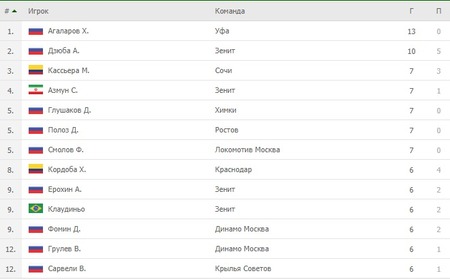 # Игрок Команда Г П
1. Агаларов Х. Уфа 13 0
2. Дзюба А. Зенит 10 5
3. Кассьера М. Сочи 7 3
4. Азмун С. Зенит 7 1
5. Глушаков Д. Химки 7 0
5. Полоз Д. Ростов 7 0
5. Смолов Ф. Локомотив Москва 7 0
8. Кордоба Х. Краснодар 6 4
9. Ерохин А. Зенит 6 2
9. Клаудиньо Зенит 6 2
9. Фомин Д. Динамо Москва 6 2
12. Грулев В. Динамо Москва 6 1
12. Сарвели В. Крылья Советов 6 1